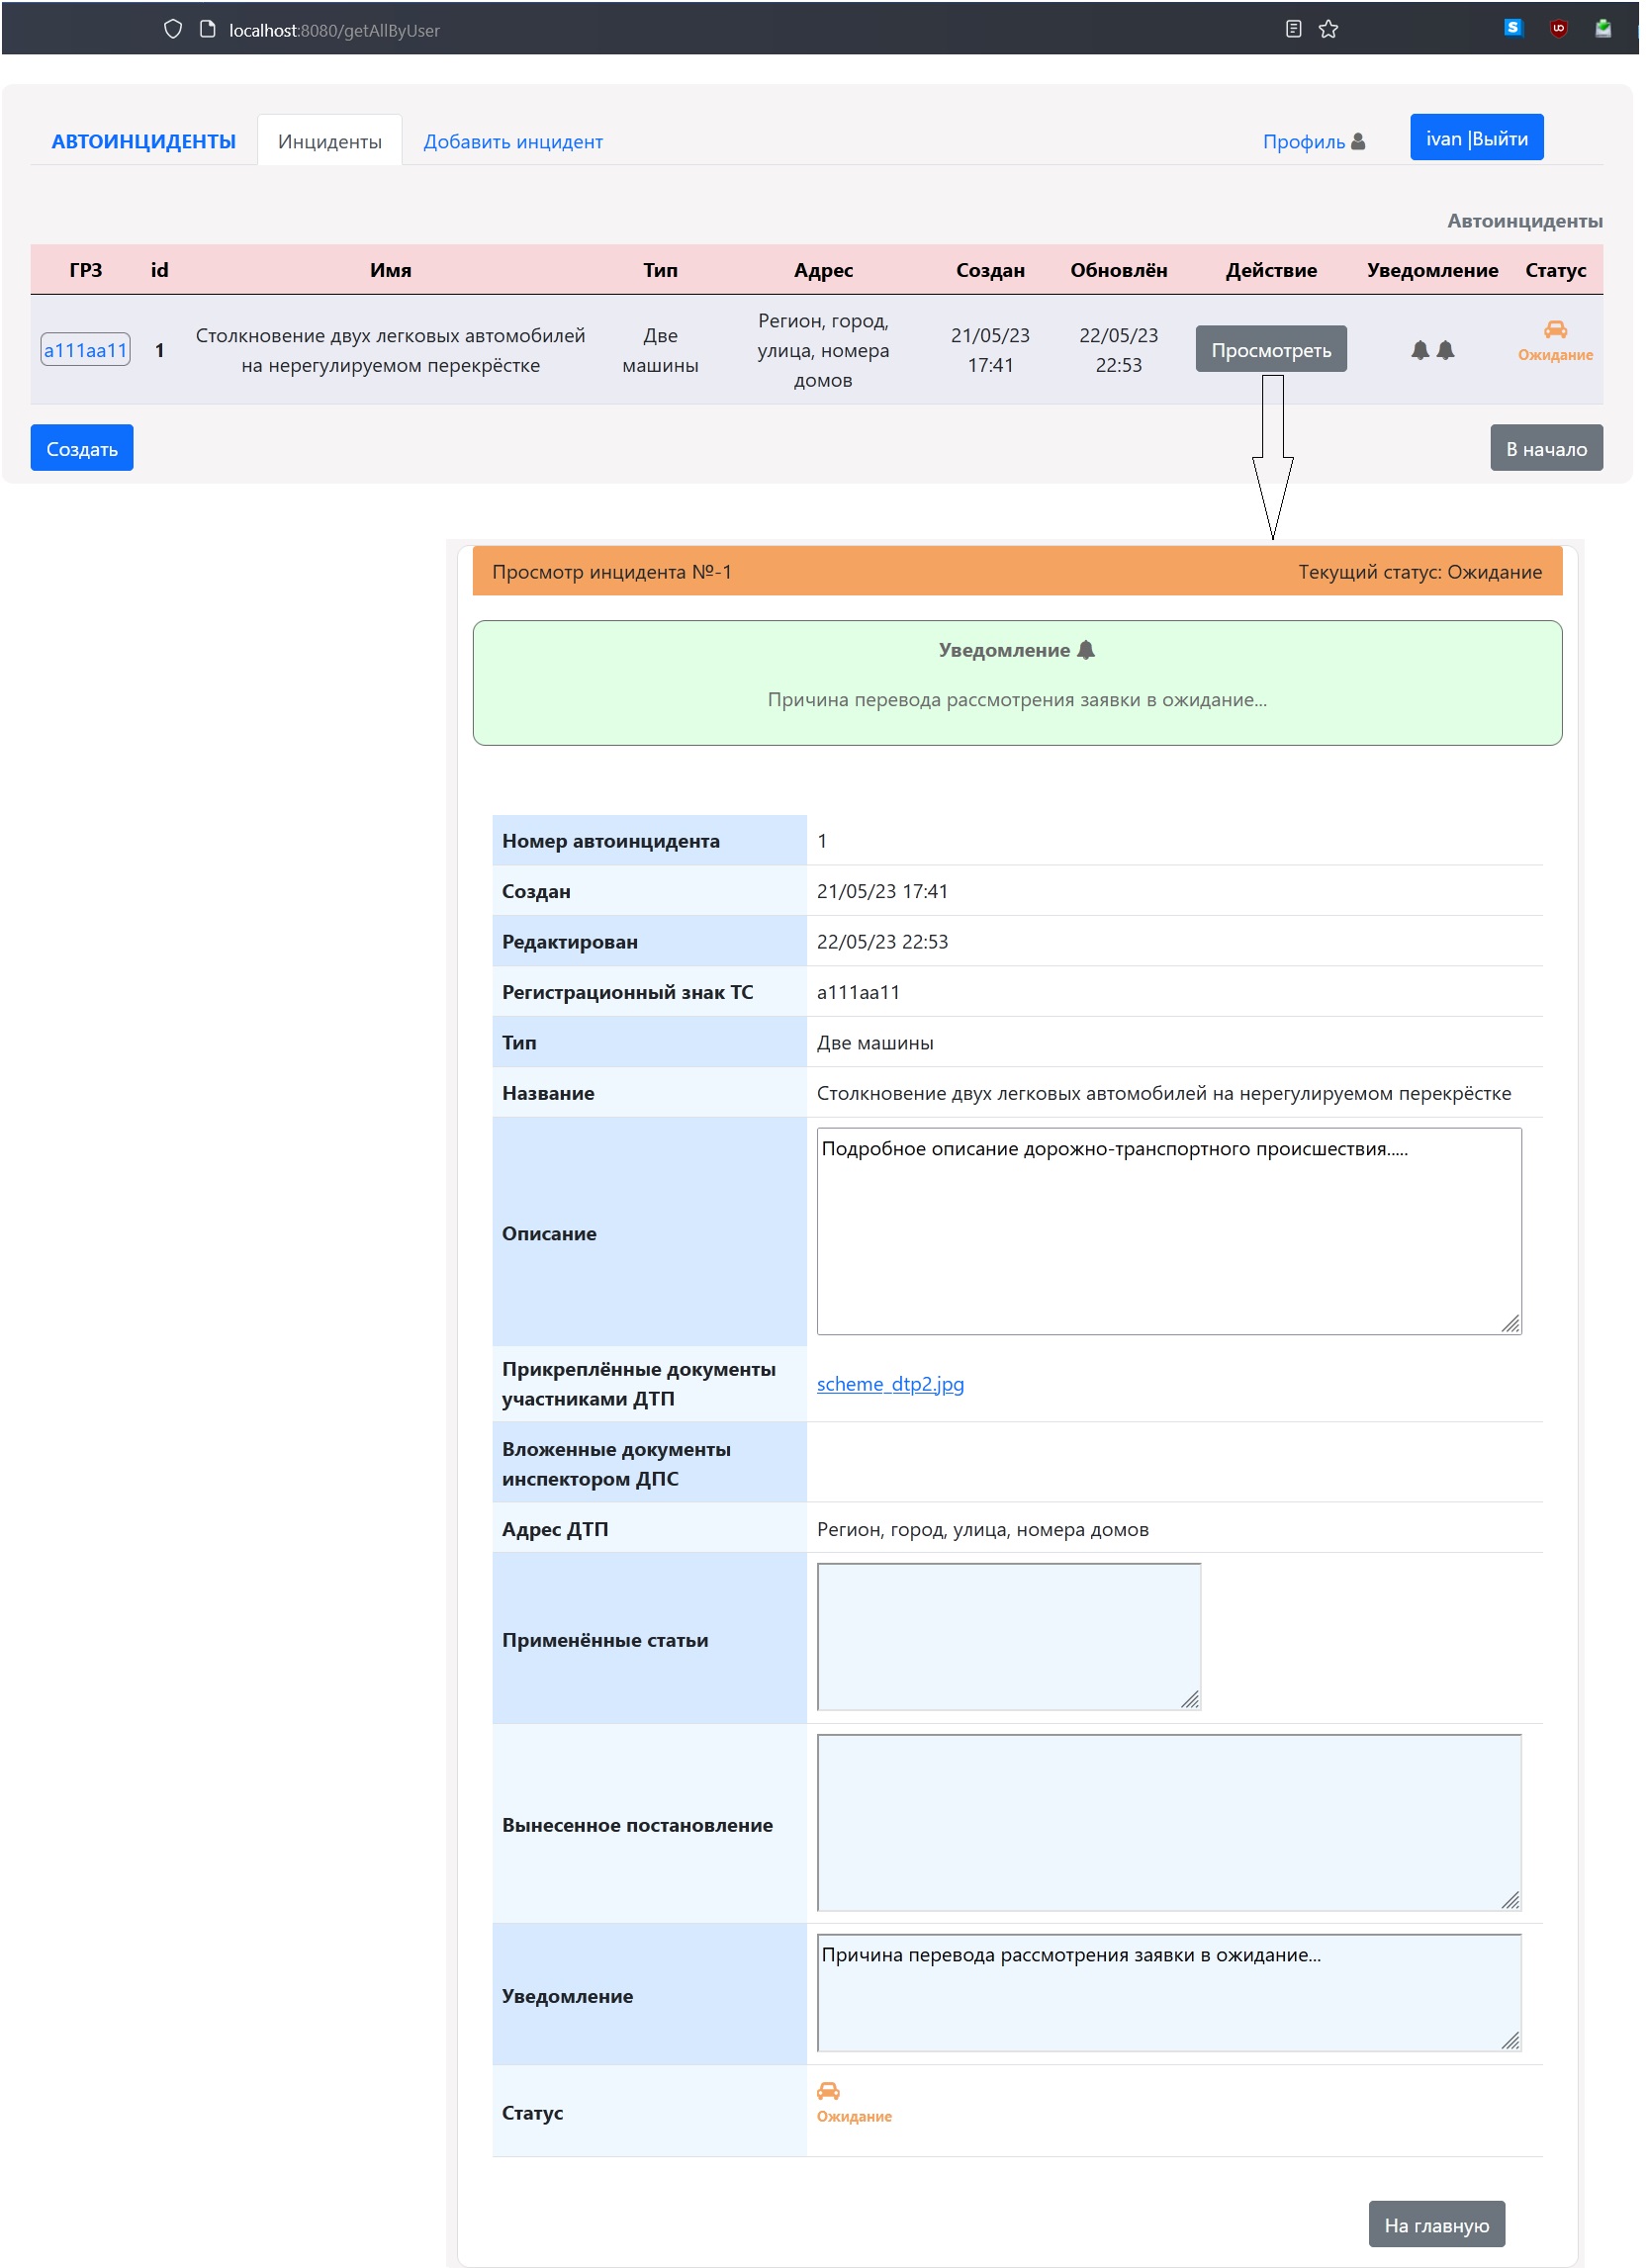 localhost:8080/getAllByUser
АВТОИНЦИДЕНТЫ Инциденты Добавить инцидент Профиль ivan |Выйти
Автоинциденты
ГРЗ id Имя Тип Адрес Создан Обновлён Действие Уведомление Статус
a111aa11 1 Столкновение двух легковых автомобилей на нерегулируемом перекрёстке Две машины Регион, город, улица, номера домов 21/05/23 17:41 22/05/23 22:53 Просмотреть Ожидание
Создать В начало
Просмотр инцидента №-1 Текущий статус: Ожидание
Уведомление
Причина перевода рассмотрения заявки в ожидание...
Номер автоинцидента 1
Создан 21/05/23 17:41
Редактирован 22/05/23 22:53
Регистрационный знак ТС a111aa11
Тип Две машины
Название Столкновение двух легковых автомобилей на нерегулируемом перекрёстке
Подробное описание дорожно-транспортного происшествия.....
Описание
Прикреплённые документы
участниками ДТП
scheme_dtp2.jpg
Вложенные документы
инспектором ДПС
Адрес ДТП Регион, город, улица, номера домов
Применённые статьи
Вынесенное постановление
Причина перевода рассмотрения заявки в ожидание...
Уведомление
Статус
Ожидание
На главную